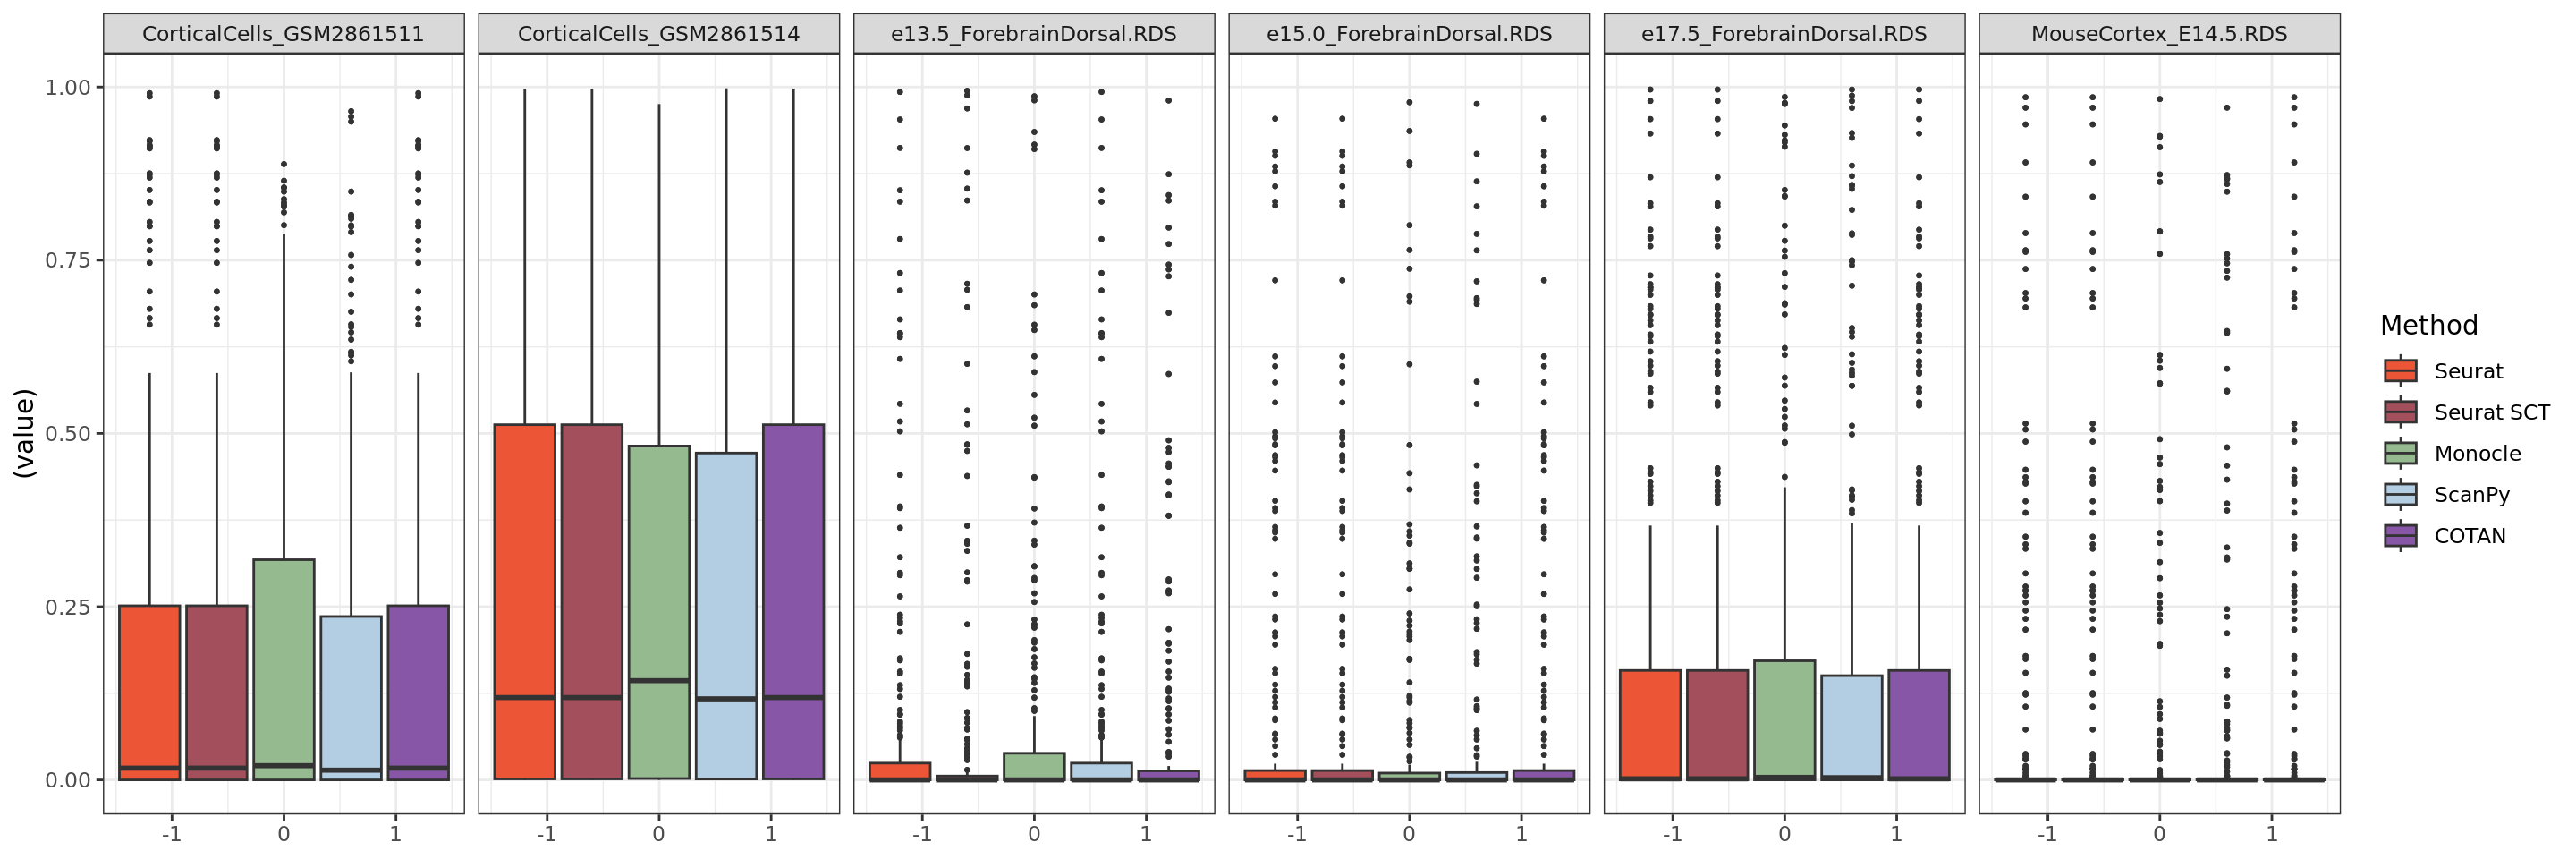 CorticalCells_GSM2861511
CorticalCells_GSM2861514
e13.5_ForebrainDorsal.RDS
e15.0_ForebrainDorsal.RDS
e17.5_ForebrainDorsal.RDS
MouseCortex_E14.5.RDS
(value)
1.00
0.75
0.50
0.25
0.00
-1 0 1
-1 0 1
-1 0 1
-1 0 1
-1 0 1
-1 0 1
Method
Seurat
Seurat SCT
Monocle
ScanPy
COTAN